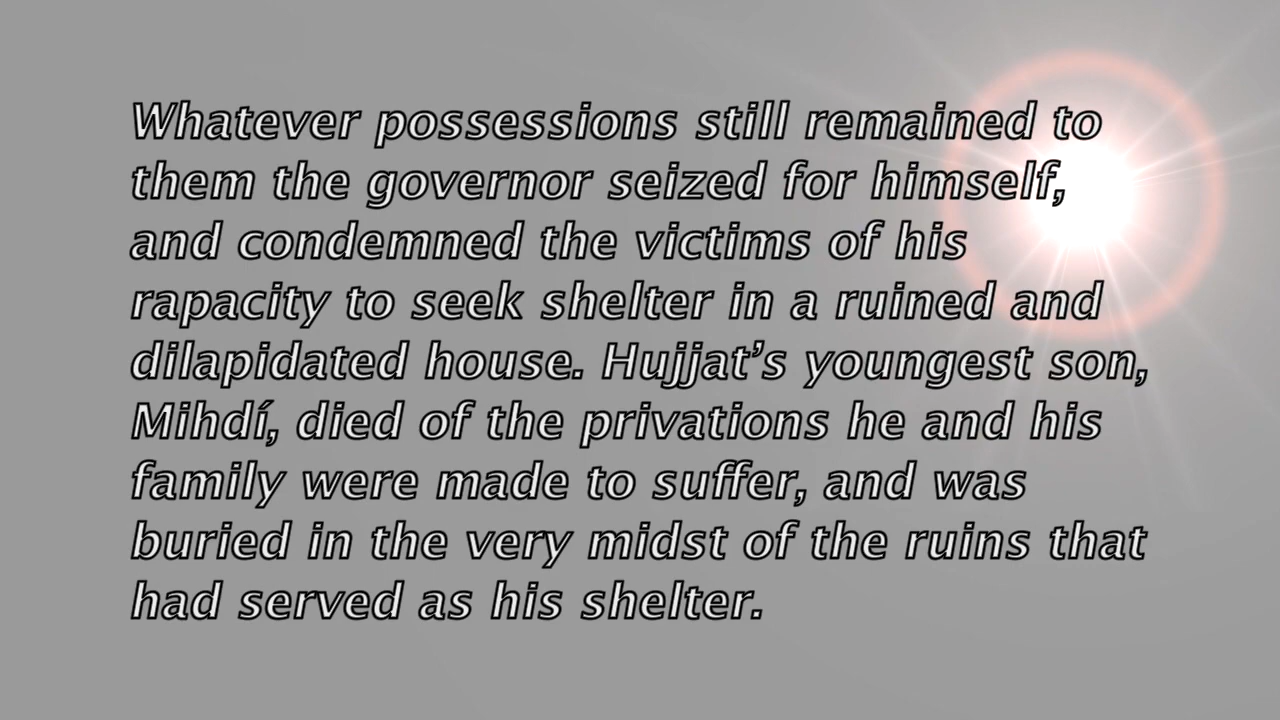 Whatever possessions still remained to
them the governor seized for himself,
and condemned the victims of his
rapacity to seek shelter in a ruined and
dilapidated house. Hujjat’s youngest son,
Mihdí, died of the privations he and his
family were made to suffer, and was
buried in the very midst of the ruins that
had served as his shelter.